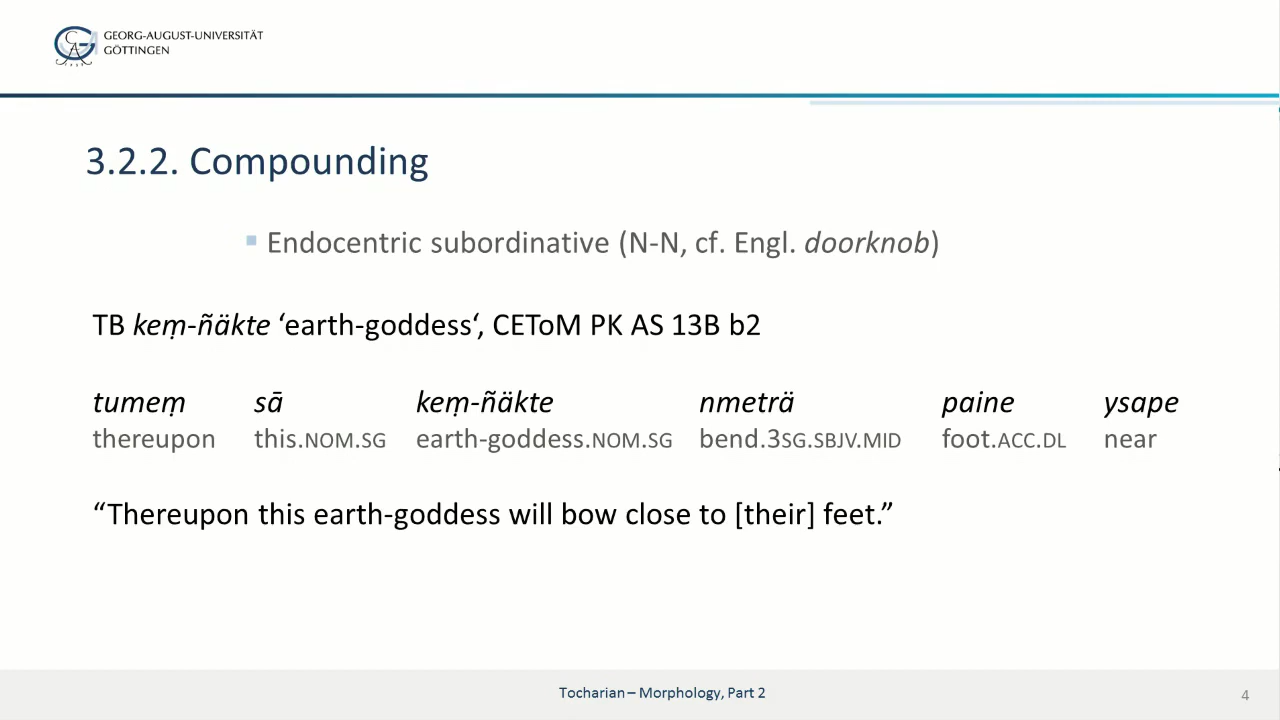 GEORG-AUGUST-UNIVERSITÄT
GÖTTINGEN
3.2.2. Compounding
Endocentric subordinative (N-N, cf. Engl. doorknob)
TB keṃ-ñäkte ‘earth-goddess‘, CEToM PK AS 13B b2
tumeṃ sā keṃ-ñäkte nmeträ paine ysape
thereupon this.NOM.SG earth-goddess.NOM.SG bend.3SG.SBJV.MID foot.ACC.DL near
“Thereupon this earth-goddess will bow close to [their] feet.”
Tocharian – Morphology, Part 2
4